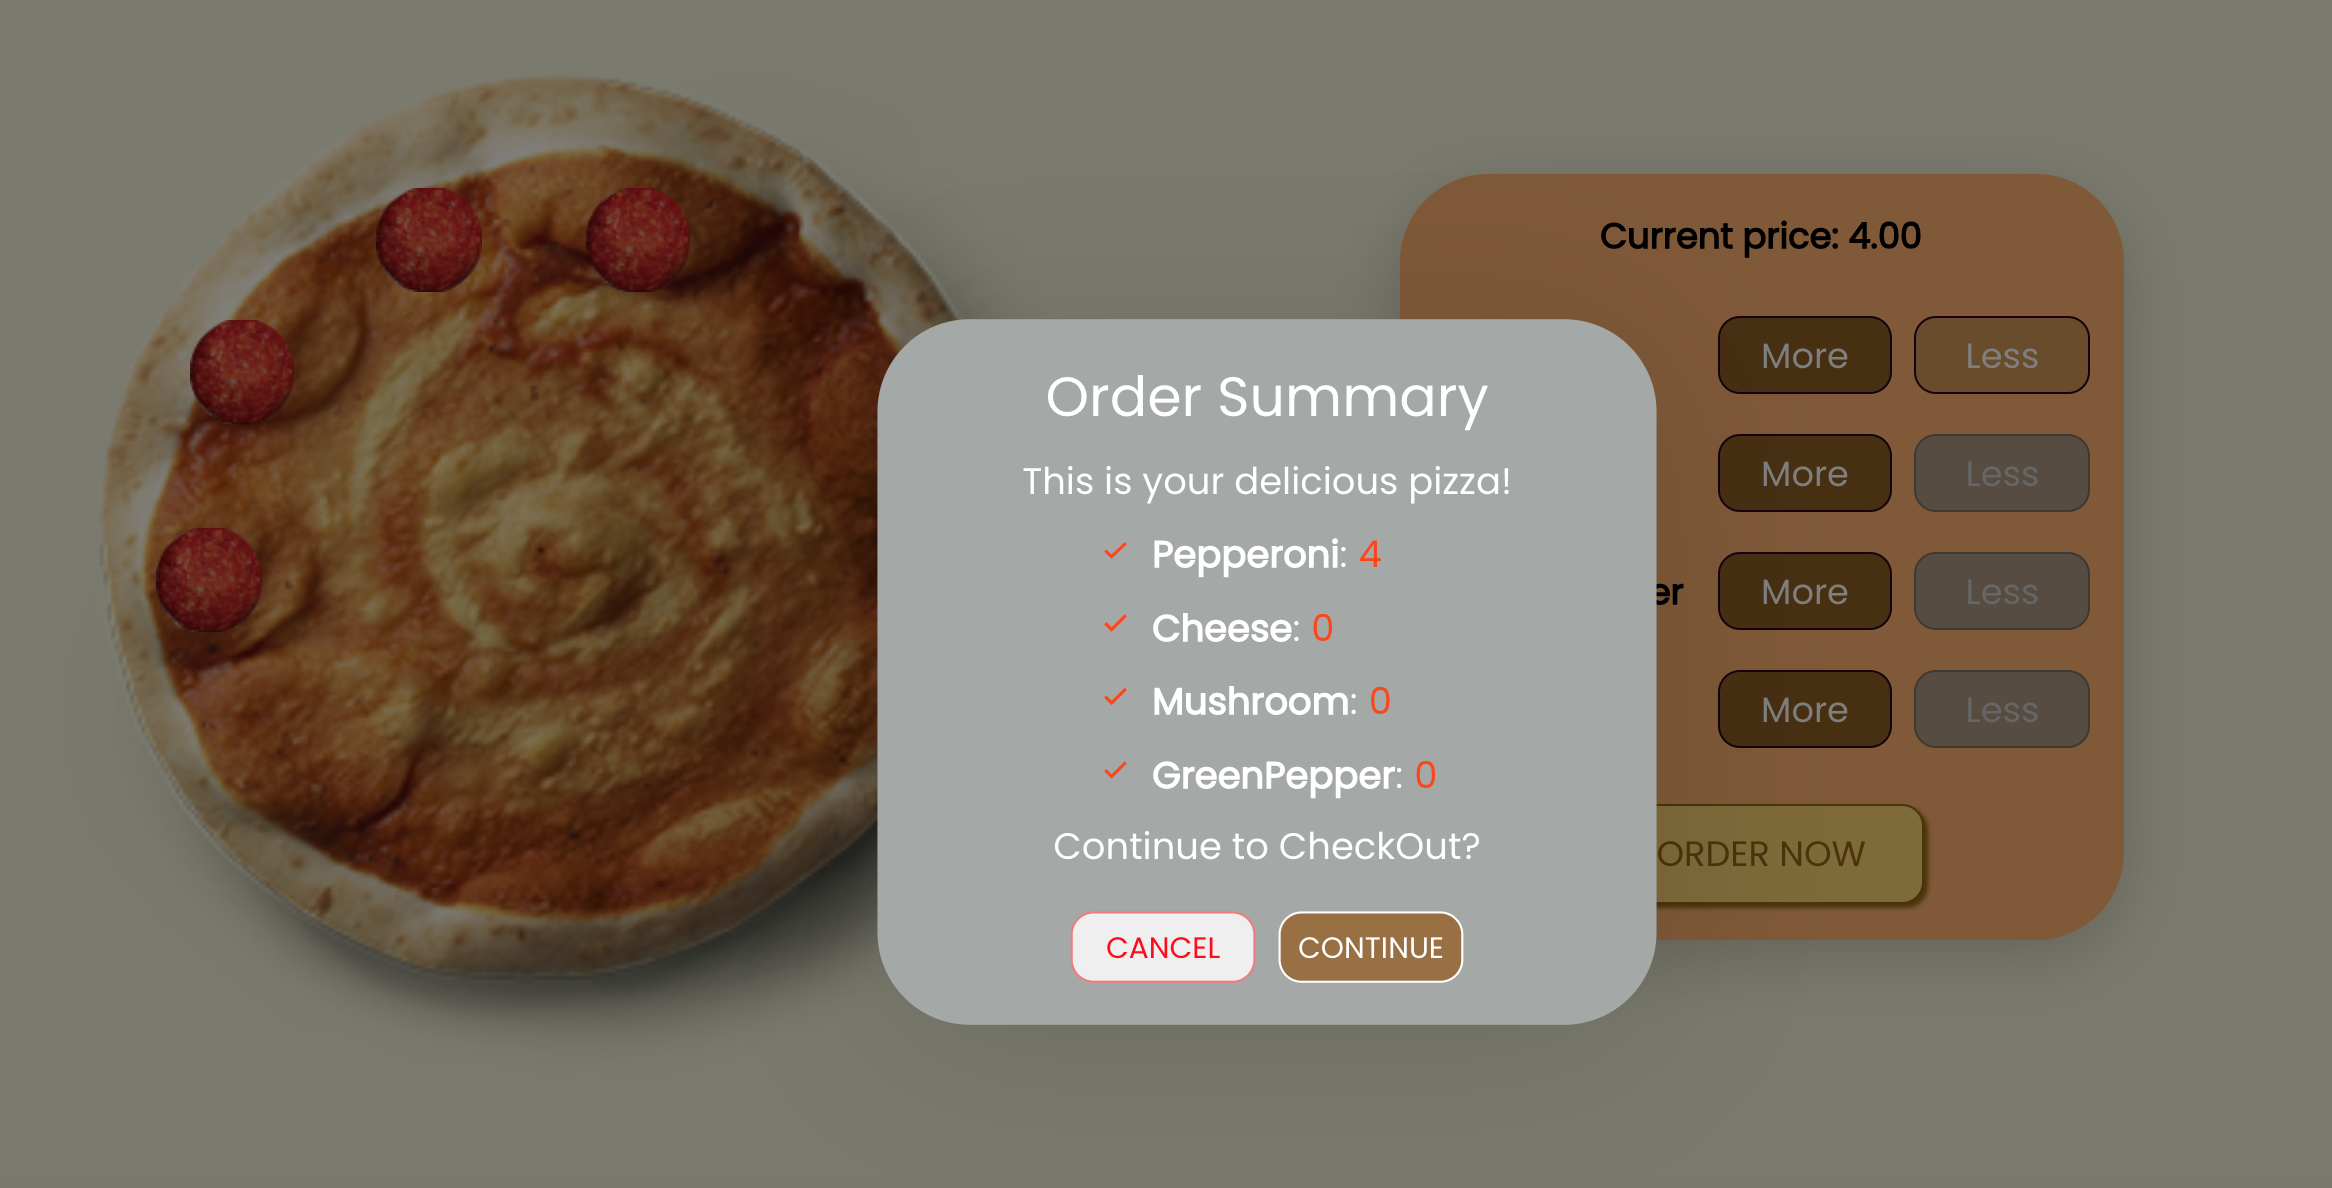 Current price: 4.00
More Less
More Less
er More Less
More Less
ORDER NOW
Order Summary
This is your delicious pizza!
Pepperoni: 4
Cheese: 0
Mushroom: 0
GreenPepper: 0
Continue to CheckOut?
CANCEL CONTINUE